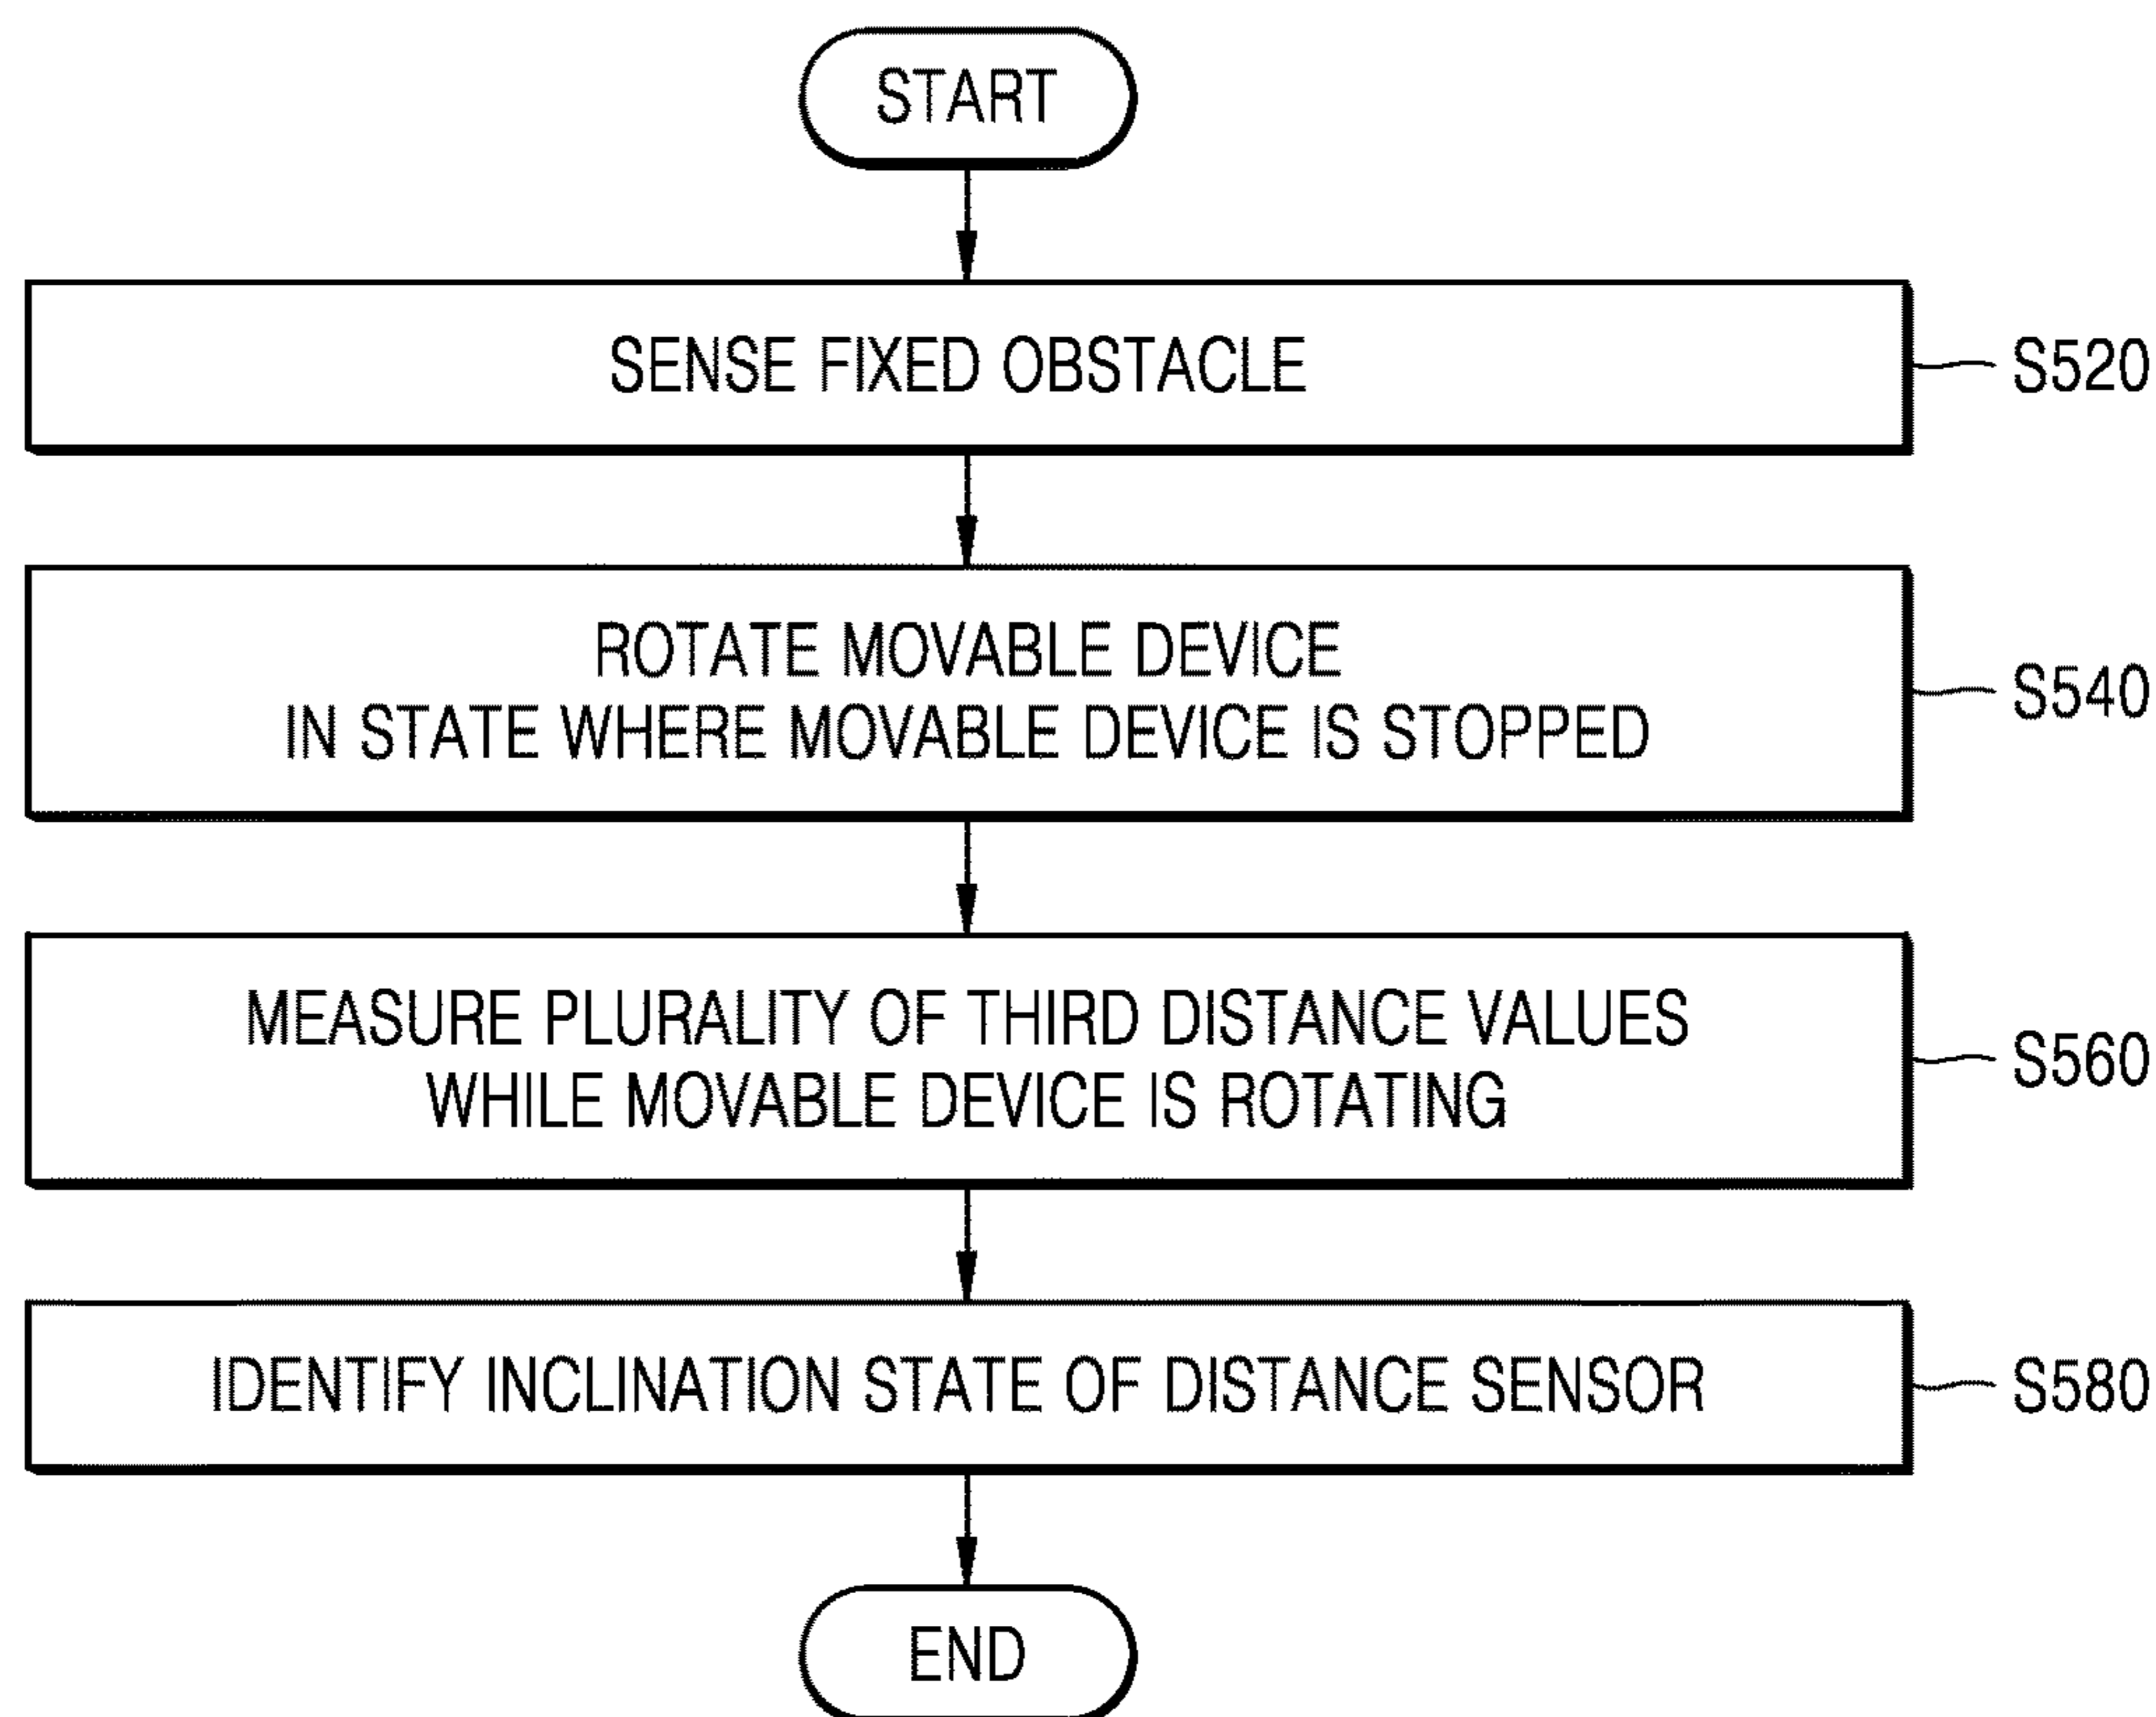 START
SENSE FIXED OBSTACLE
S520
ROTATE MOVABLE DEVICE
IN STATE WHERE MOVABLE DEVICE IS STOPPED
S540
MEASURE PLURALITY OF THIRD DISTANCE VALUES
WHILE MOVABLE DEVICE IS ROTATING
S560
IDENTIFY INCLINATION STATE OF DISTANCE SENSOR
S580
END